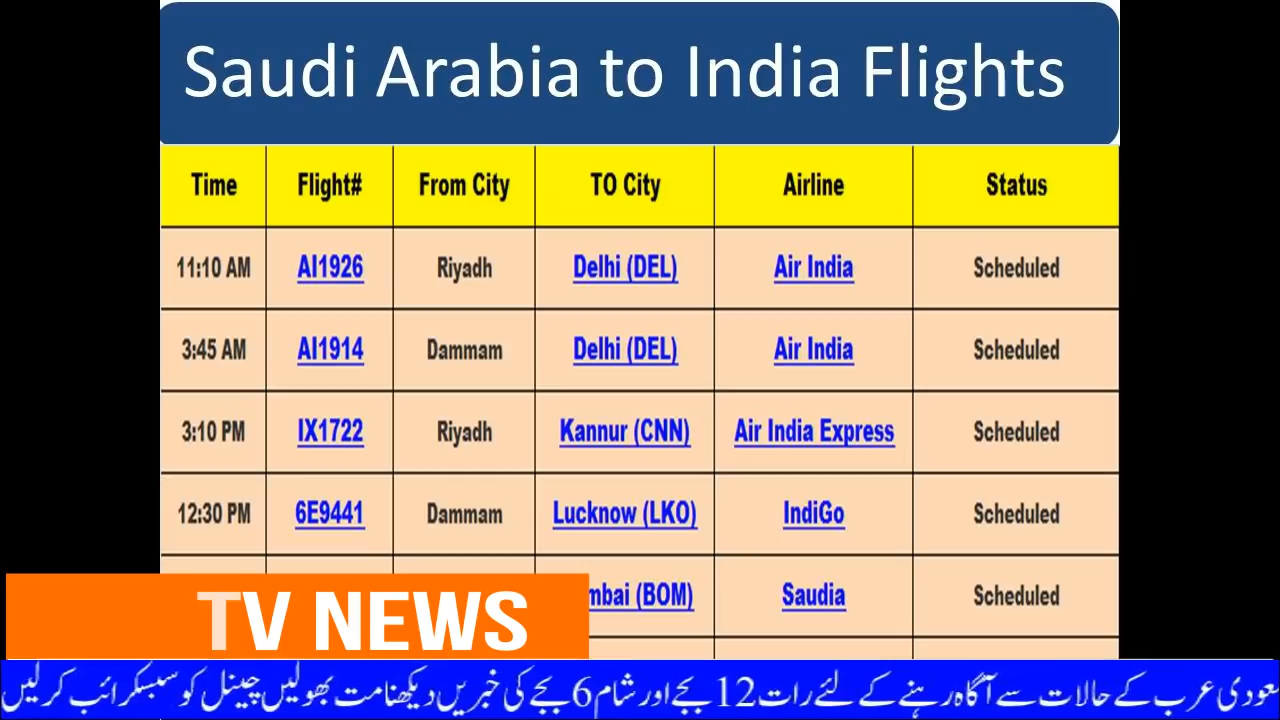 Saudi Arabia to India Flights
Time Flight# From City TO City Airline Status
11:10 AM AI1926 Riyadh Delhi (DEL) Air India Scheduled
3:45 AM AI1914 Dammam Delhi (DEL) Air India Scheduled
3:10 PM IX1722 Riyadh Kannur (CNN) Air India Express Scheduled
12:30 PM 6E9441 Dammam Lucknow (LKO) IndiGo Scheduled
mbai (BOM) Saudia Scheduled
TV NEWS
عودی عرب کے حالات سے آگاہ رہنے کے لئے رات 12 بجے اور شام 6 بجے کی خبریں دیکھنا مت بھولیں چینل کو سبسکرائب کرلیں